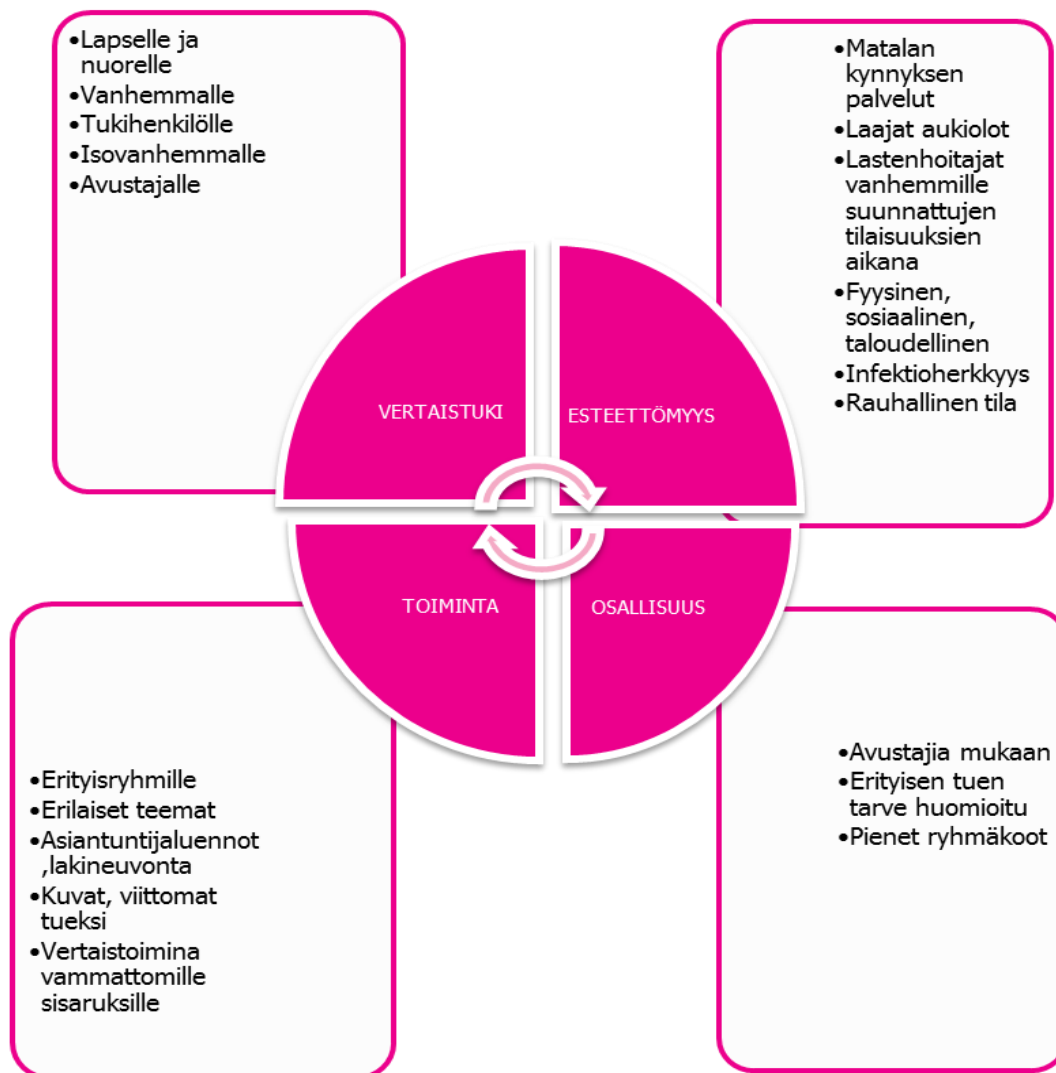 •Lapselle ja
nuorelle
•Vanhemmalle
•Tukihenkilölle
•Isovanhemmalle
•Avustajalle
•Matalan
kynnyksen
palvelut
•Laajat aukiolot
•Lastenhoitajat
vanhemmille
suunnattujen
tilaisuuksien
aikana
•Fyysinen,
sosiaalinen,
taloudellinen
•Infektioherkkyys
•Rauhallinen tila
VERTAISTUKI
ESTEETTÖMYYS
TOIMINTA
OSALLISUUS
•Erityisryhmille
•Erilaiset teemat
•Asiantuntijaluennot
,lakineuvonta
•Kuvat, viittomat
tueksi
•Vertaistoimina
vammattomille
sisaruksille
•Avustajia mukaan
•Erityisen tuen
tarve huomioitu
•Pienet ryhmäkoot